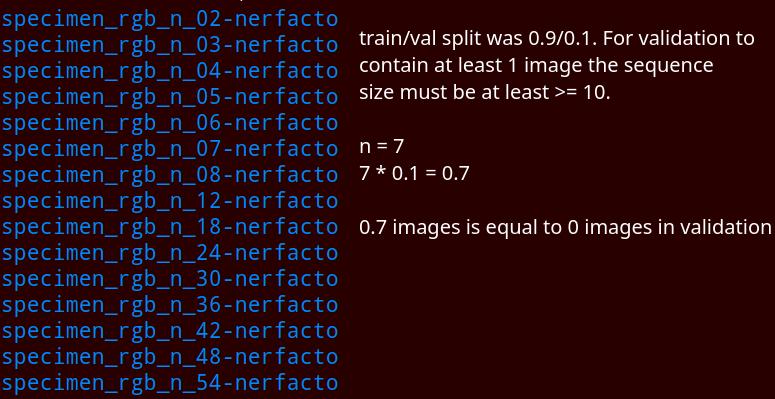 specimen_rgb_n_02-nerfacto
specimen_rgb_n_03-nerfacto
specimen_rgb_n_04-nerfacto
specimen_rgb_n_05-nerfacto
specimen_rgb_n_06-nerfacto
specimen_rgb_n_07-nerfacto
specimen_rgb_n_08-nerfacto
specimen_rgb_n_12-nerfacto
specimen_rgb_n_18-nerfacto
specimen_rgb_n_24-nerfacto
specimen_rgb_n_30-nerfacto
specimen_rgb_n_36-nerfacto
specimen_rgb_n_42-nerfacto
specimen_rgb_n_48-nerfacto
specimen_rgb_n_54-nerfacto
train/val split was 0.9/0.1. For validation to
contain at least 1 image the sequence
size must be at least >= 10.
n = 7
7 * 0.1 = 0.7
0.7 images is equal to 0 images in validation